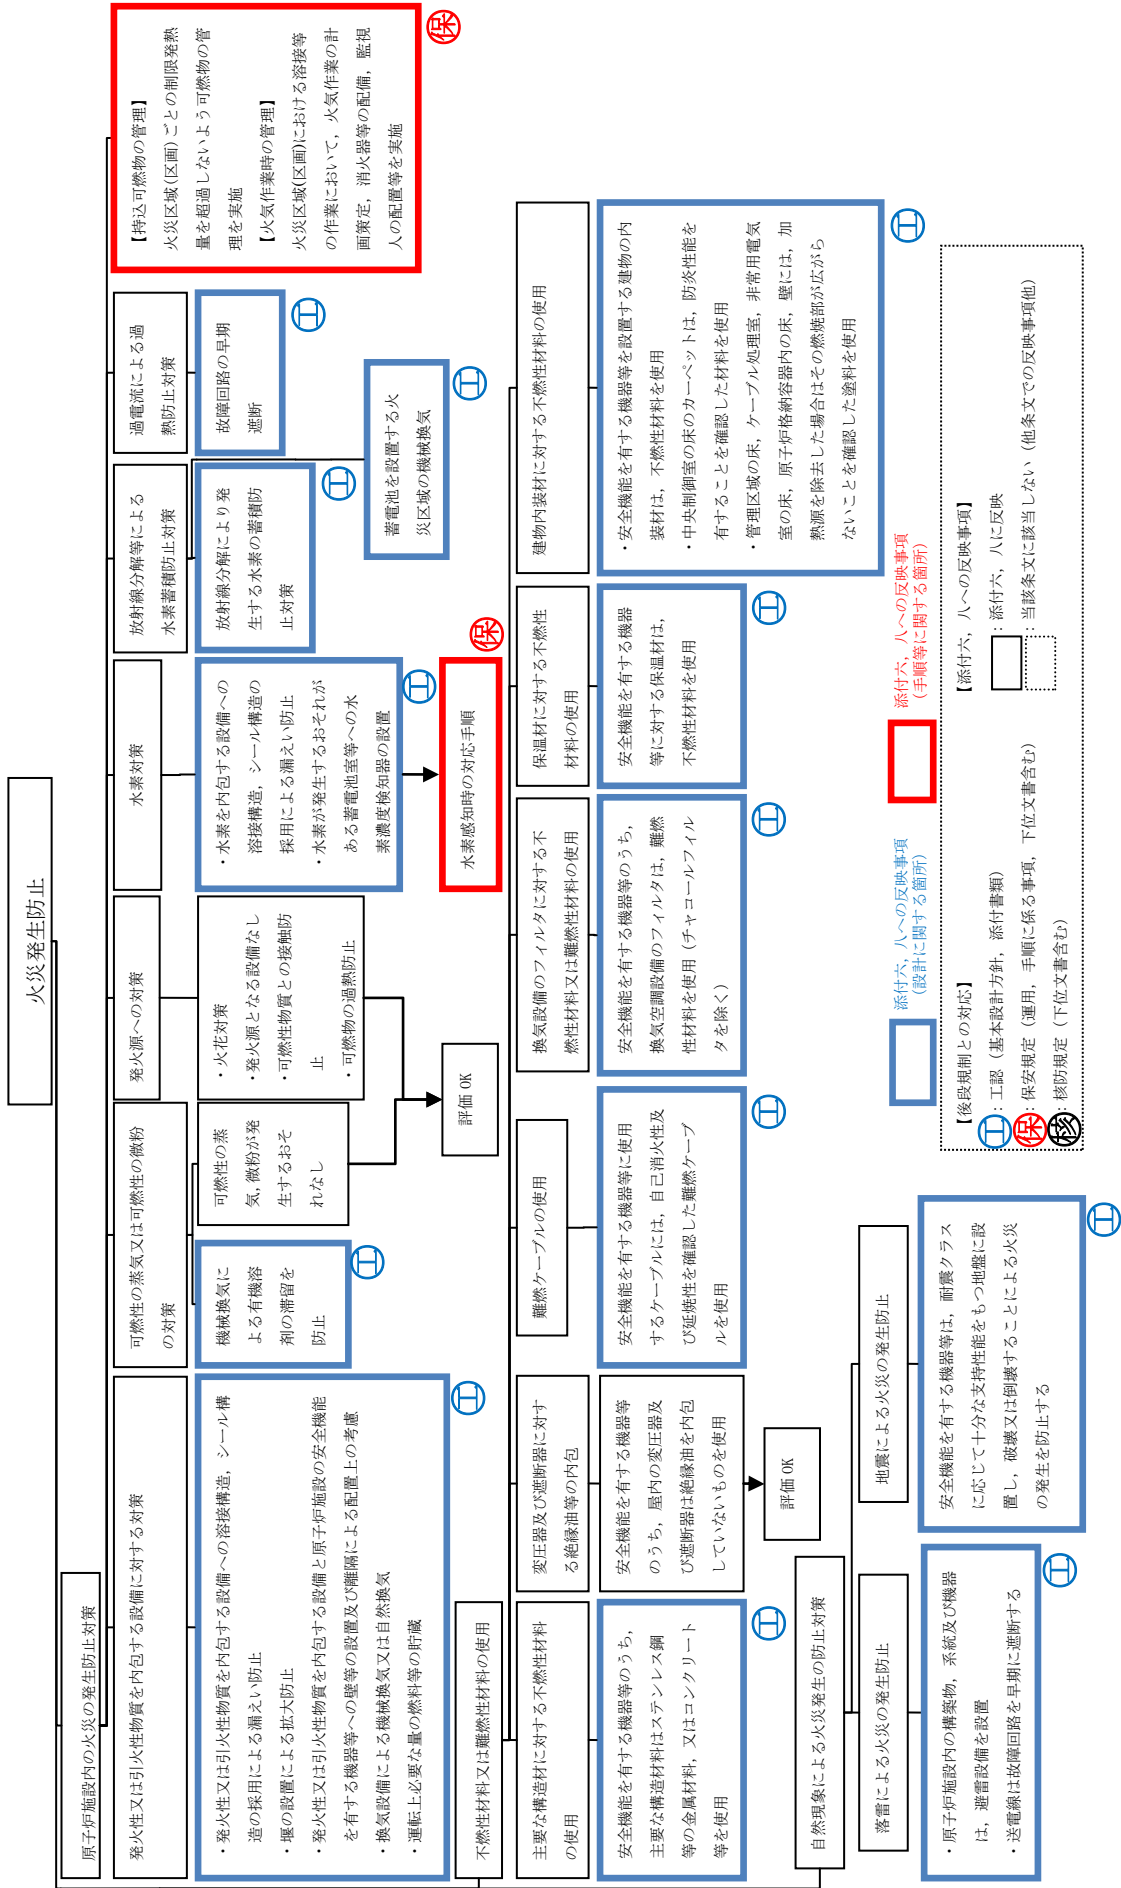 火災発生防止
原子炉施設内の火災の発生防止対策
発火性又は引火性物質を内包する設備に対する対策
・発火性又は引火性物質を内包する設備への溶接構造，シール構
造の採用による漏えい防止
・堰の設置による拡大防止
・発火性又は引火性物質を内包する設備と原子炉施設の安全機能
を有する機器等への壁等の設置及び離隔による配置上の考慮
・換気設備による機械換気又は自然換気
・運転上必要な量の燃料等の貯蔵
工
可燃性の蒸気又は可燃性の微粉
の対策
機械換気に
よる有機溶
剤の滞留を
防止
工
可燃性の蒸
気，微粉が発
生するおそ
れなし
発火源への対策
・火花対策
・発火源となる設備なし
・可燃性物質との接触防
止
・可燃物の過熱防止
評価 OK
水素対策
・水素を内包する設備への
溶接構造，シール構造の
採用による漏えい防止
・水素が発生するおそれが
ある蓄電池室等への水
素濃度検知器の設置
工
水素感知時の対応手順
保
放射線分解等による
水素蓄積防止対策
放射線分解により発
生する水素の蓄積防
止対策
工
蓄電池を設置する火
災区域の機械換気
工
過電流による過
熱防止対策
故障回路の早期
遮断
工
【持込可燃物の管理】
火災区域(区画)ごとの制限発熱
量を超過しないよう可燃物の管
理を実施
【火気作業時の管理】
火災区域(区画)における溶接等
の作業において，火気作業の計
画策定，消火器等の配備，監視
人の配置等を実施
保
不燃性材料又は難燃性材料の使用
主要な構造材に対する不燃性材料
の使用
安全機能を有する機器等のうち，
主要な構造材料はステンレス鋼
等の金属材料，又はコンクリート
等を使用
工
変圧器及び遮断器に対す
る絶縁油等の内包
安全機能を有する機器等
のうち，屋内の変圧器及
び遮断器は絶縁油を内包
していないものを使用
評価 OK
難燃ケーブルの使用
安全機能を有する機器等に使用
するケーブルには，自己消火性及
び延焼性を確認した難燃ケーブ
ルを使用
工
換気設備のフィルタに対する不
燃性材料又は難燃性材料の使用
安全機能を有する機器等のうち，
換気空調設備のフィルタは，難燃
性材料を使用（チャコールフィル
タを除く）
工
保温材に対する不燃性
材料の使用
安全機能を有する機器
等に対する保温材は，
不燃性材料を使用
工
建物内装材に対する不燃性材料の使用
・安全機能を有する機器等を設置する建物の内
装材は，不燃性材料を使用
・中央制御室の床のカーペットは，防炎性能を
有することを確認した材料を使用
・管理区域の床，ケーブル処理室，非常用電気
室の床，原子炉格納容器内の床，壁には，加
熱源を除去した場合はその燃焼部が広がら
ないことを確認した塗料を使用
工
自然現象による火災発生の防止対策
落雷による火災の発生防止
・原子炉施設内の構築物，系統及び機器
は，避雷設備を設置
・送電線は故障回路を早期に遮断する
工
地震による火災の発生防止
安全機能を有する機器等は，耐震クラス
に応じて十分な支持性能をもつ地盤に設
置し，破壊又は倒壊することによる火災
の発生を防止する
工
添付六，八への反映事項
（設計に関する箇所）
添付六，八への反映事項
（手順等に関する箇所）
【後段規制との対応】
工：工認（基本設計方針，添付書類）
保：保安規定（運用，手順に係る事項，下位文書含む）
核：核防規定（下位文書含む）
【添付六，八への反映事項】
：添付六，八に反映
：当該条文に該当しない（他条文での反映事項他）